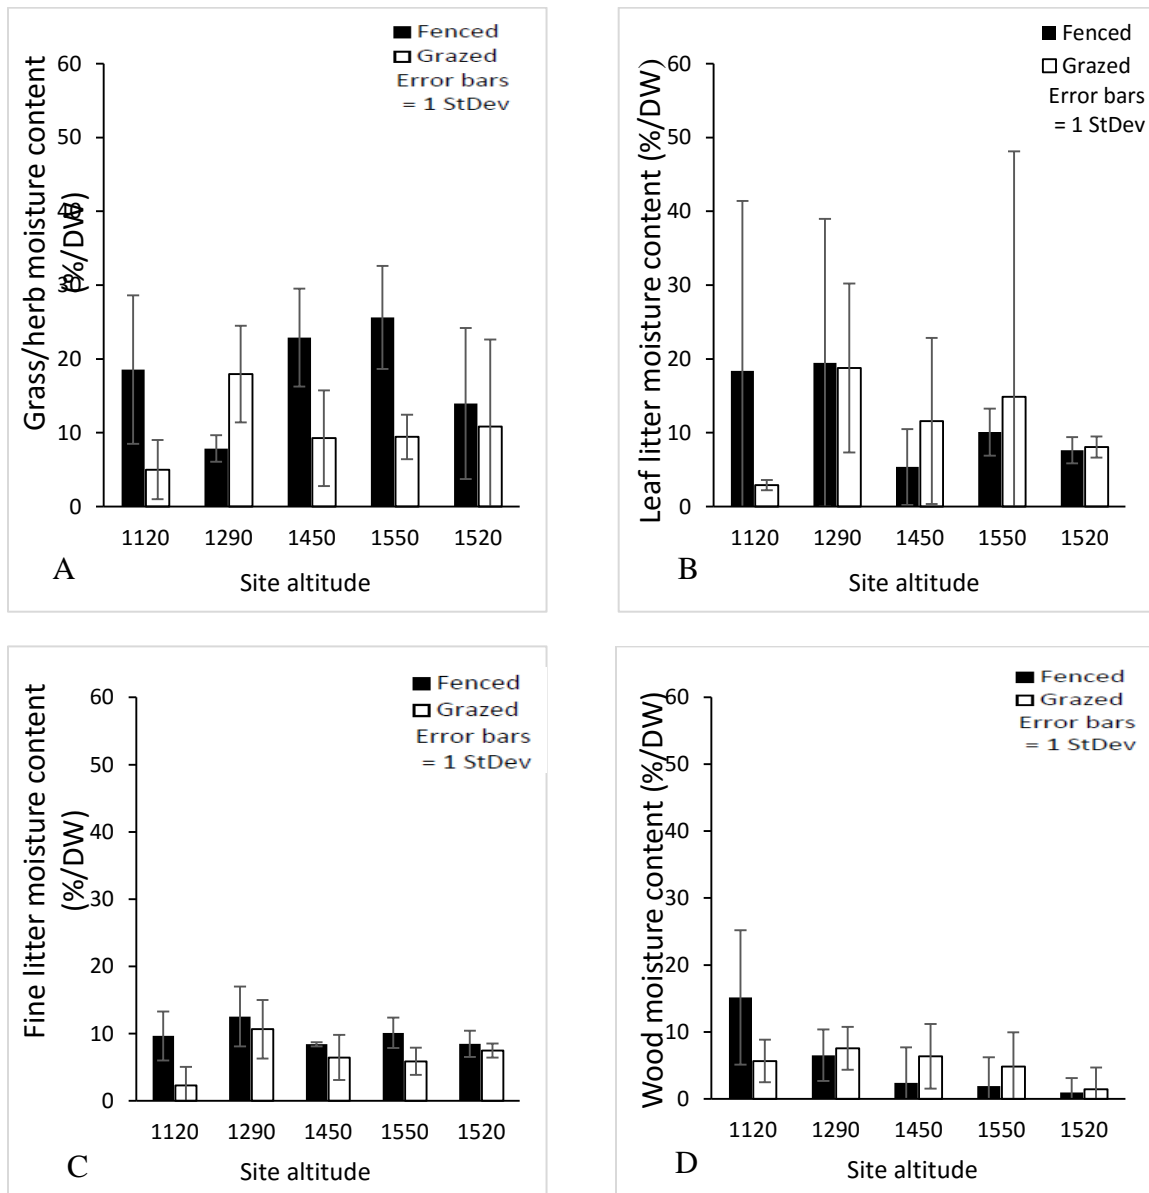 Fenced
Grazed
Error bars
= 1 StDev
Grass/herb moisture content
(%/DW)
60
50
40
30
20
10
0
1120 1290 1450 1550 1520
Site altitude
A
Fenced
Grazed
Error bars
= 1 StDev
Leaf litter moisture content (%/DW)
60
50
40
30
20
10
0
1120 1290 1450 1550 1520
Site altitude
B
Fenced
Grazed
Error bars
= 1 StDev
Fine litter moisture content
(%/DW)
60
50
40
30
20
10
0
1120 1290 1450 1550 1520
Site altitude
C
Fenced
Grazed
Error bars
= 1 StDev
Wood moisture content (%/DW)
60
50
40
30
20
10
0
1120 1290 1450 1550 1520
Site altitude
D